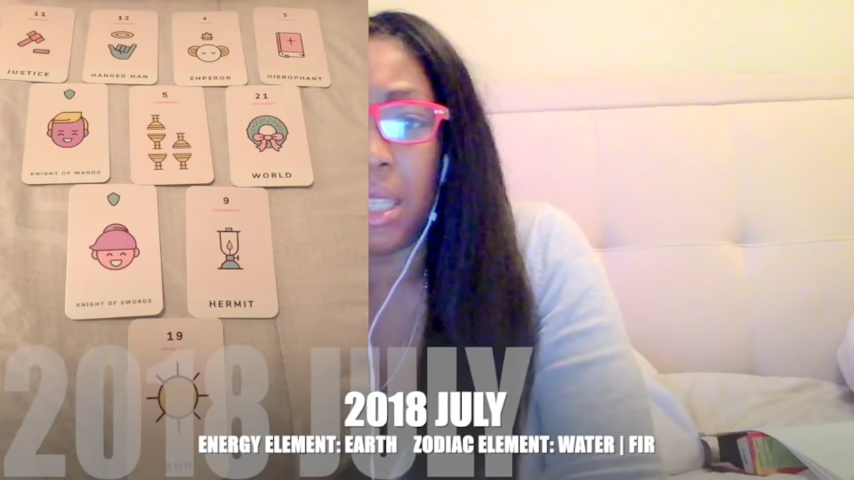 11 12 4 5
JUSTICE HANGED MAN EMPEROR HIEROPHANT
5 21
KNIGHT OF WANDS WORLD
9
KNIGHT OF SWORDS HERMIT
19
SUN
2018 JULY
2018 JULY
ENERGY ELEMENT: EARTH ZODIAC ELEMENT: WATER | FIR